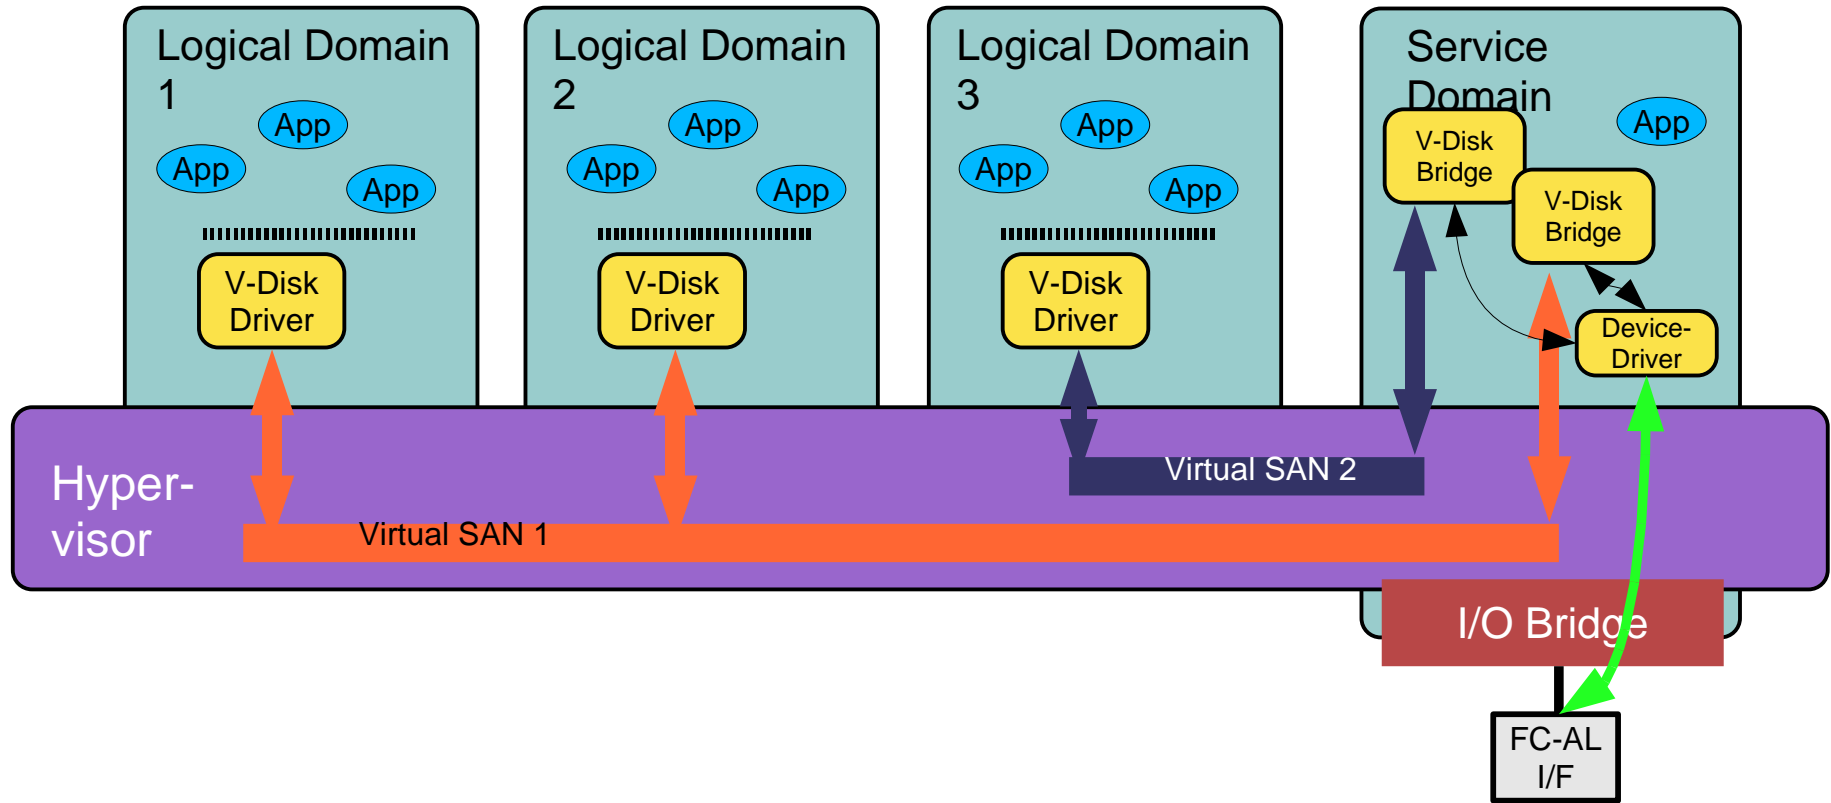 Logical Domain
1
App
App
App
V-Disk
Driver
Logical Domain
2
App
App
App
V-Disk
Driver
Logical Domain
3
App
App
App
V-Disk
Driver
Service
Domain
App
V-Disk
Bridge
V-Disk
Bridge
Device-
Driver
Hyper-
visor
Virtual SAN 2
Virtual SAN 1
I/O Bridge
FC-AL
I/F